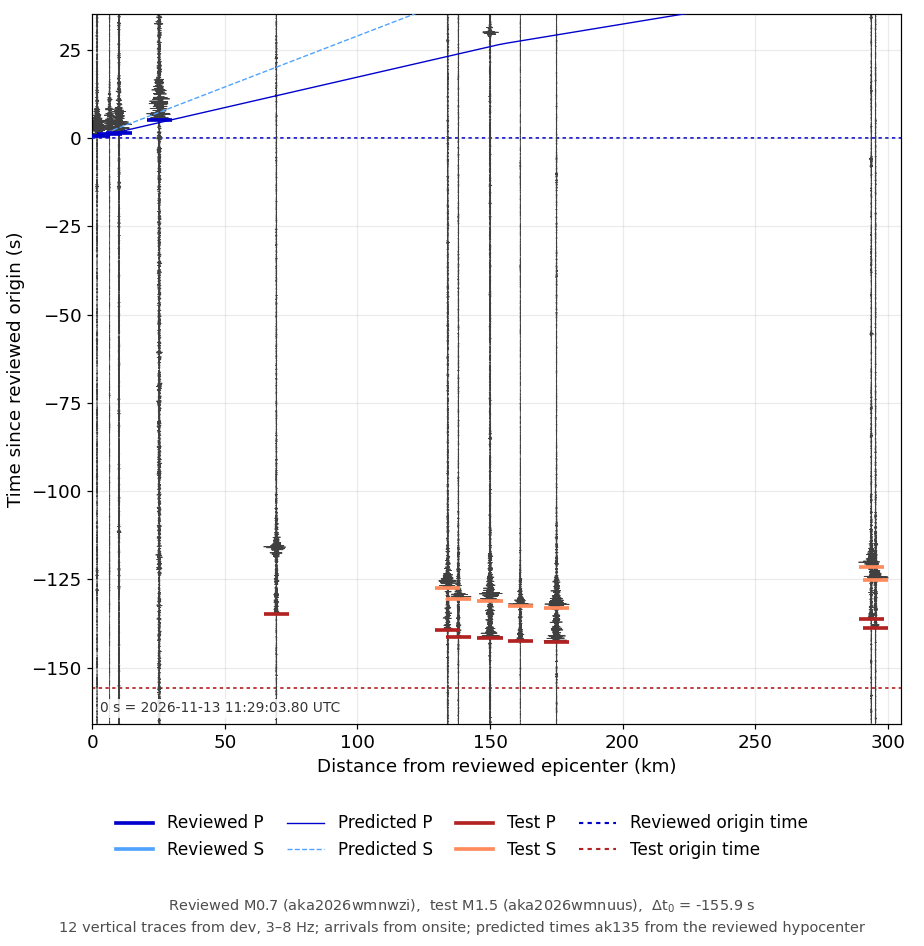 25
0
−25
−50
−75
−100
−125
−150
Time since reviewed origin (s)
0 s = 2026-11-13 11:29:03.80 UTC
0
50
100
150
200
250
300
Distance from reviewed epicenter (km)
Reviewed P
Predicted P
Test P
Reviewed origin time
Reviewed S
Predicted S
Test S
Test origin time
Reviewed M0.7 (aka2026wmnwzi), test M1.5 (aka2026wmnuus), Δt₀ = -155.9 s
12 vertical traces from dev, 3–8 Hz; arrivals from onsite; predicted times ak135 from the reviewed hypocenter